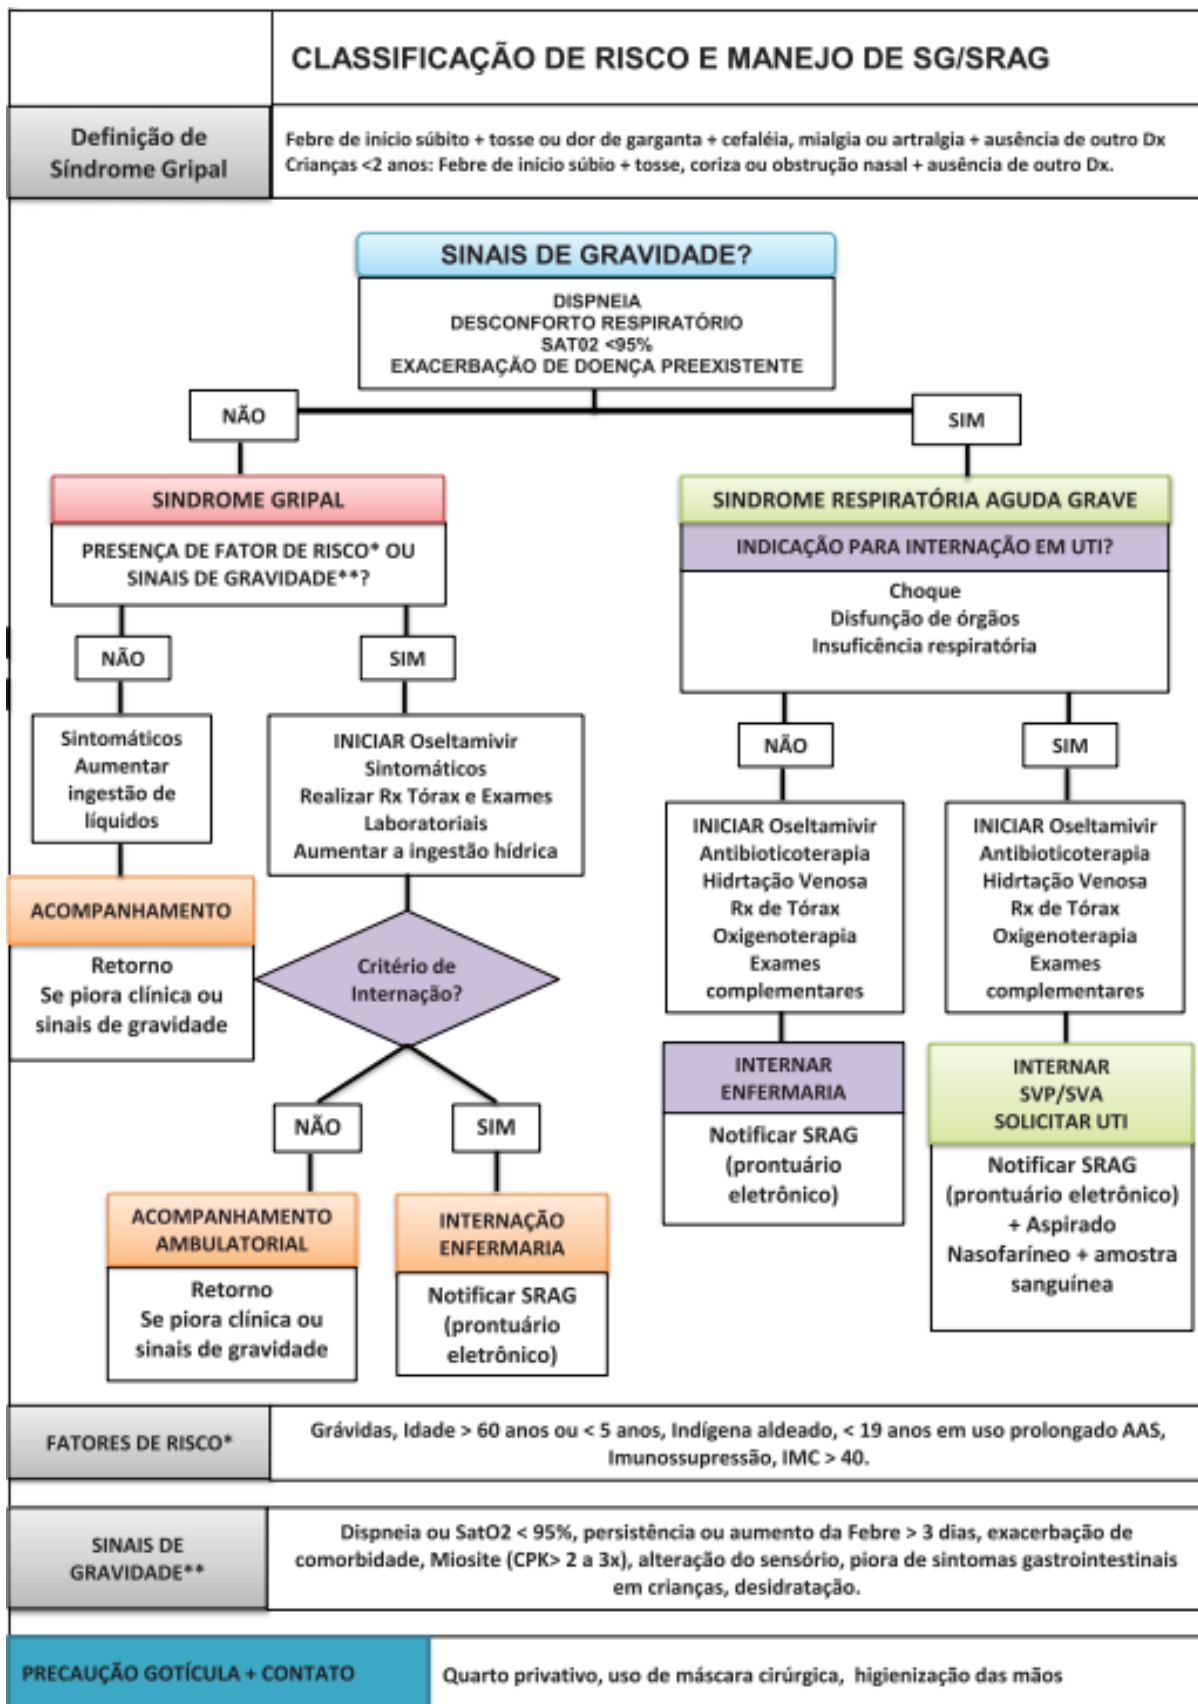 CLASSIFICAÇÃO DE RISCO E MANEJO DE SG/SRAG
Definição de
Síndrome Gripal
Febre de início súbito + tosse ou dor de garganta + cefaléia, mialgia ou artralgia + ausência de outro Dx
Crianças <2 anos: Febre de início súbio + tosse, coriza ou obstrução nasal + ausência de outro Dx.
SINAIS DE GRAVIDADE?
DISPNEIA
DESCONFORTO RESPIRATÓRIO
SAT02 <95%
EXACERBAÇÃO DE DOENÇA PREEXISTENTE
NÃO
SIM
SINDROME GRIPAL
PRESENÇA DE FATOR DE RISCO* OU
SINAIS DE GRAVIDADE**?
SINDROME RESPIRATÓRIA AGUDA GRAVE
INDICAÇÃO PARA INTERNAÇÃO EM UTI?
Choque
Disfunção de órgãos
Insuficência respiratória
NÃO
SIM
NÃO
SIM
Sintomáticos
Aumentar
ingestão de
líquidos
INICIAR Oseltamivir
Sintomáticos
Realizar Rx Tórax e Exames
Laboratoriais
Aumentar a ingestão hídrica
INICIAR Oseltamivir
Antibioticoterapia
Hidrtação Venosa
Rx de Tórax
Oxigenoterapia
Exames
complementares
INICIAR Oseltamivir
Antibioticoterapia
Hidrtação Venosa
Rx de Tórax
Oxigenoterapia
Exames
complementares
ACOMPANHAMENTO
Retorno
Se piora clínica ou
sinais de gravidade
Critério de
Internação?
INTERNAR
ENFERMARIA
Notificar SRAG
(prontuário
eletrônico)
INTERNAR
SVP/SVA
SOLICITAR UTI
Notificar SRAG
(prontuário eletrônico)
+ Aspirado
Nasofaríneo + amostra
sanguínea
NÃO
SIM
ACOMPANHAMENTO
AMBULATORIAL
Retorno
Se piora clínica ou
sinais de gravidade
INTERNAÇÃO
ENFERMARIA
Notificar SRAG
(prontuário
eletrônico)
FATORES DE RISCO*
Grávidas, Idade > 60 anos ou < 5 anos, Indígena aldeado, < 19 anos em uso prolongado AAS,
Imunossupressão, IMC > 40.
SINAIS DE
GRAVIDADE**
Dispneia ou SatO2 < 95%, persistência ou aumento da Febre > 3 dias, exacerbação de
comorbidade, Miosite (CPK> 2 a 3x), alteração do sensório, piora de sintomas gastrointestinais
em crianças, desidratação.
PRECAUÇÃO GOTÍCULA + CONTATO
Quarto privativo, uso de máscara cirúrgica, higienização das mãos